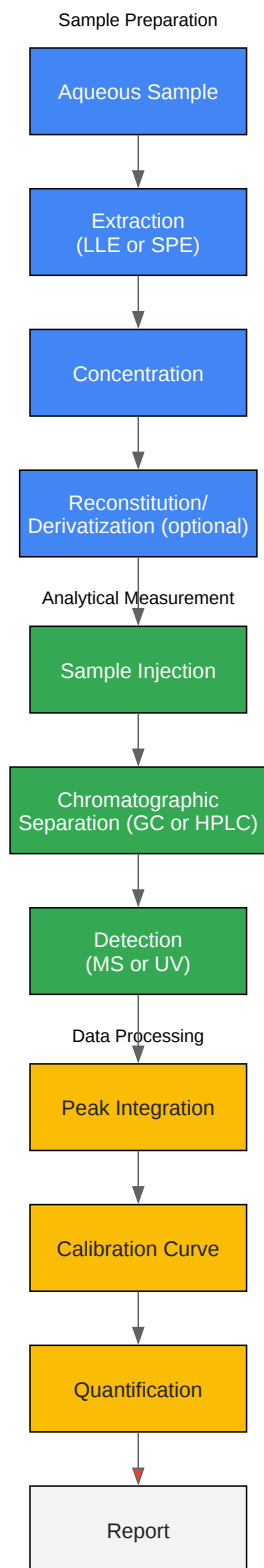 Sample Preparation
Aqueous Sample
Extraction
(LLE or SPE)
Concentration
Reconstitution/
Derivatization (optional)
Analytical Measurement
Sample Injection
Chromatographic
Separation (GC or HPLC)
Detection
(MS or UV)
Data Processing
Peak Integration
Calibration Curve
Quantification
Report